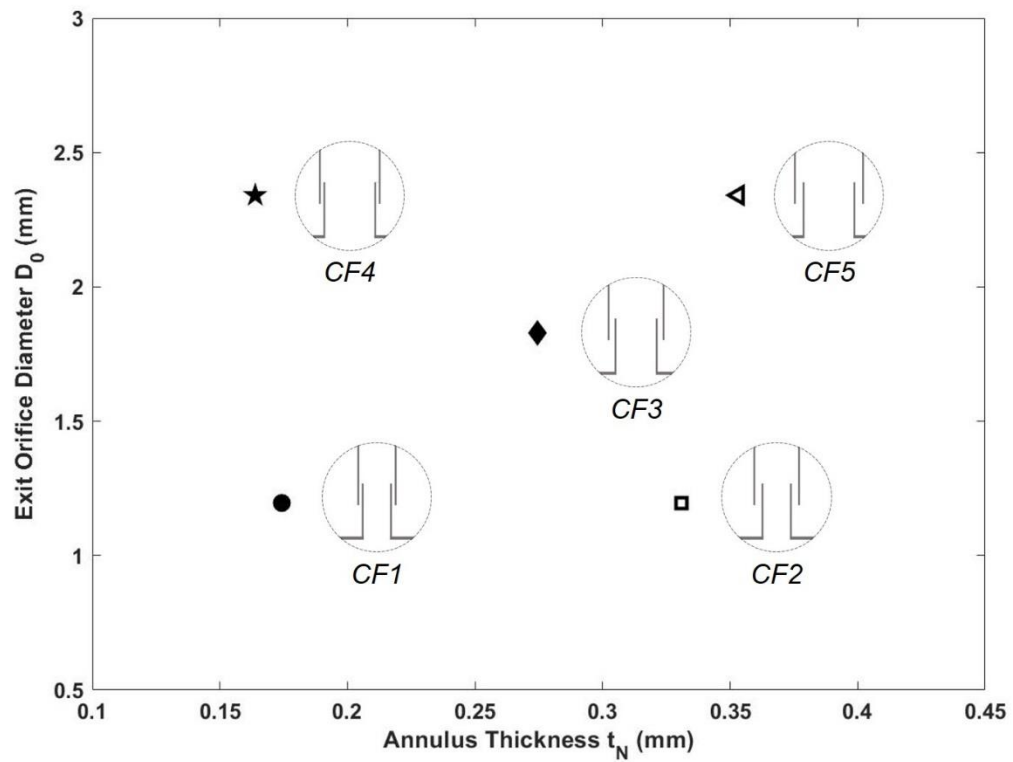 3
2.5
2
1.5
1
0.5
Exit Orifice Diameter D0 (mm)
CF4
CF5
CF3
CF1
CF2
0.1 0.15 0.2 0.25 0.3 0.35 0.4 0.45
Annulus Thickness tN (mm)